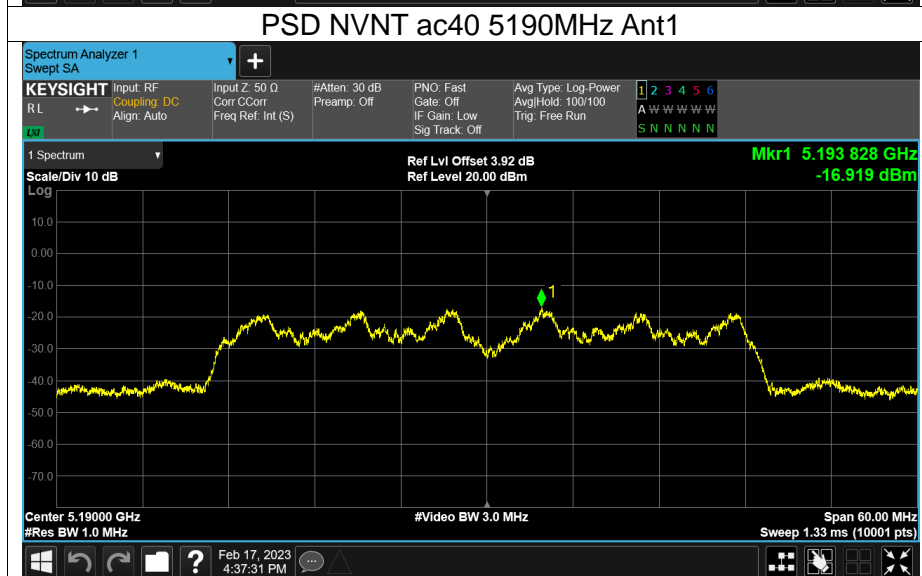 PSD NVNT ac40 5190MHz Ant1
Spectrum Analyzer 1
Swept SA
+
KEYSIGHT Input: RF Input Z: 50 Ω #Atten: 30 dB PNO: Fast Avg Type: Log-Power 1 2 3 4 5 6
RL Coupling: DC Corr CCorr Preamp: Off Gate: Off Avg|Hold: 100/100 A W W W W W
Align: Auto Freq Ref: Int (S) IF Gain: Low Trig: Free Run
LXI Sig Track: Off S N N N N N
1 Spectrum Ref Lvl Offset 3.92 dB Mkr1 5.193 828 GHz
Scale/Div 10 dB Ref Level 20.00 dBm -16.919 dBm
Log
10.0
0.00
-10.0
1
-20.0
-30.0
-40.0
-50.0
-60.0
-70.0
Center 5.19000 GHz #Video BW 3.0 MHz Span 60.00 MHz
#Res BW 1.0 MHz Sweep 1.33 ms (10001 pts)
? Feb 17, 2023
4:37:31 PM